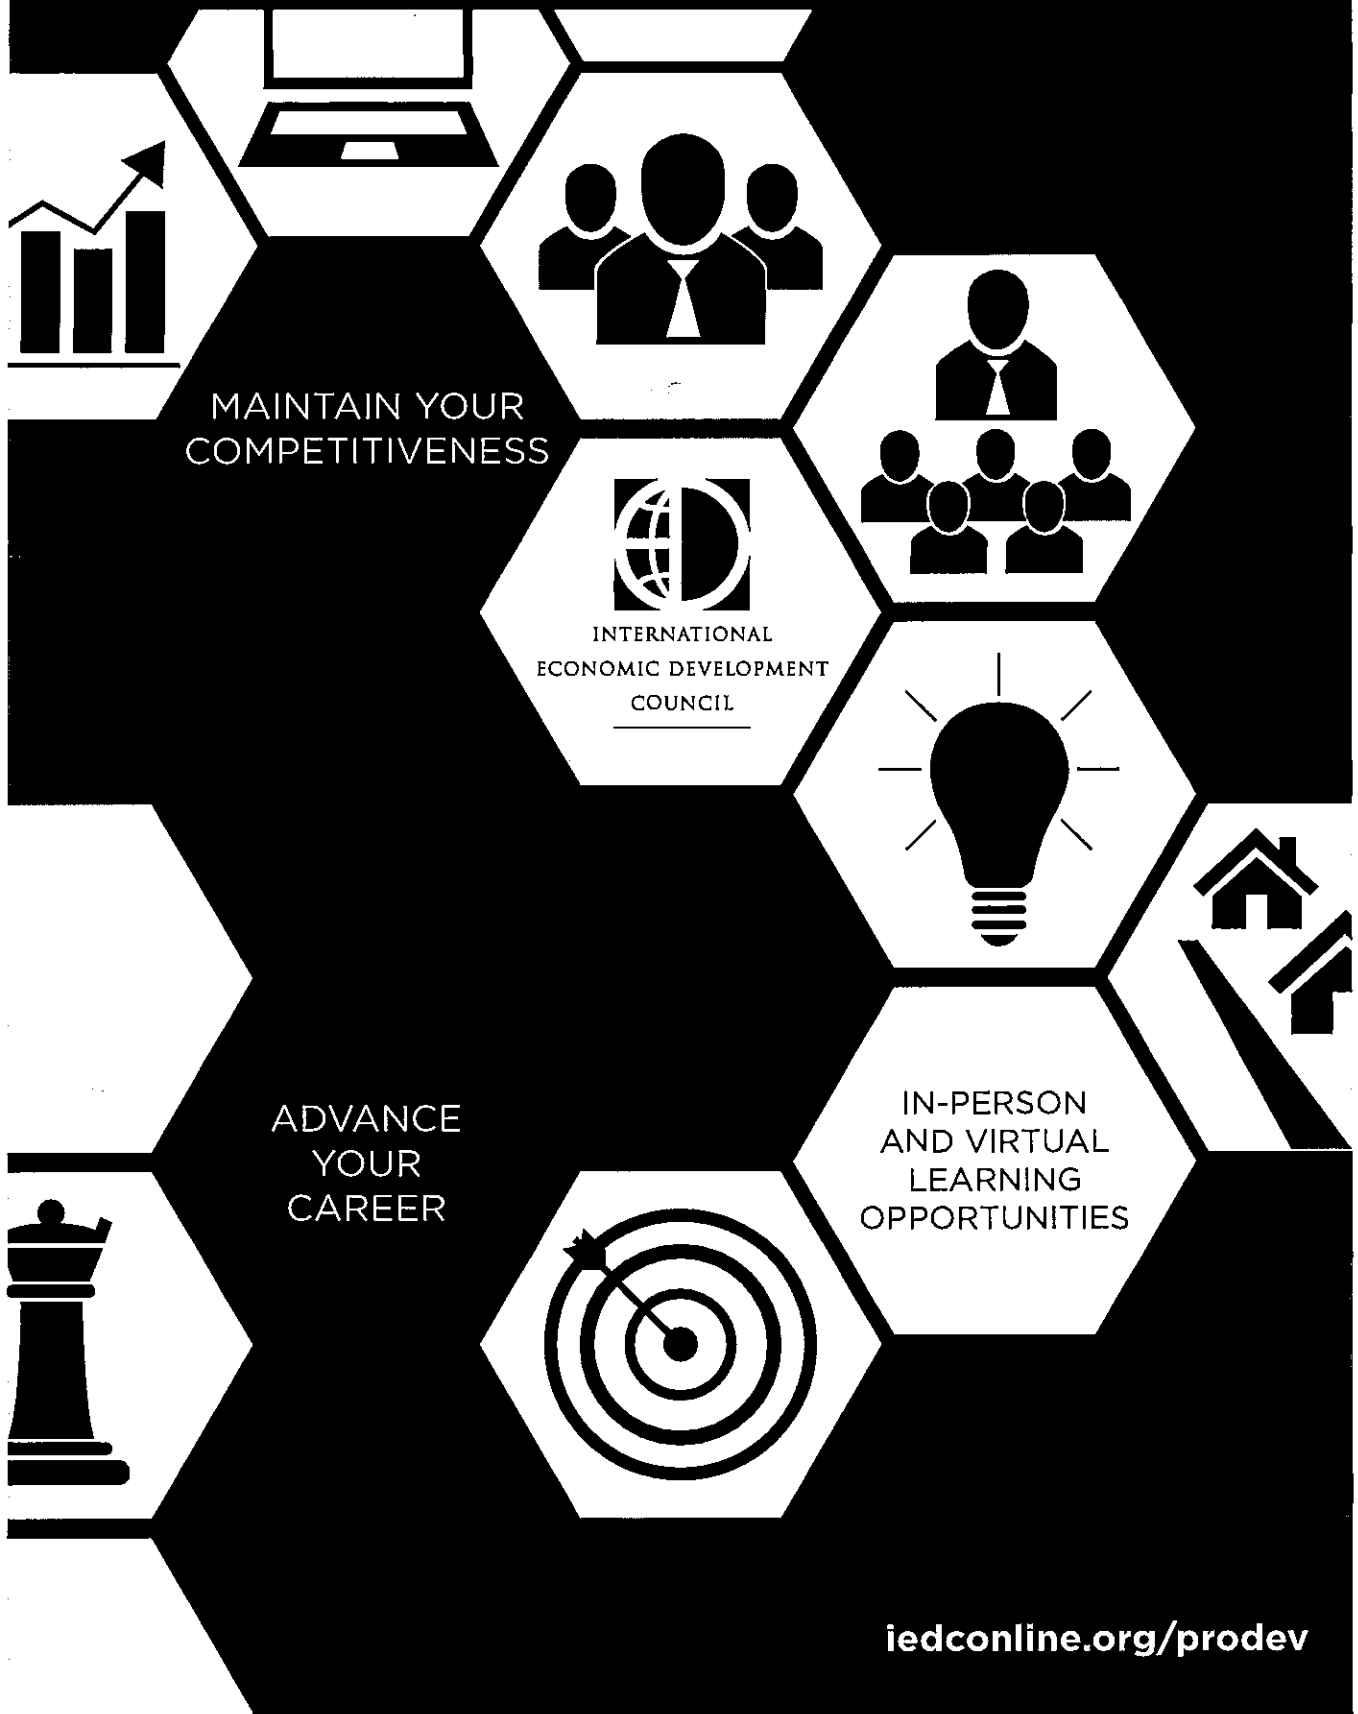 MAINTAIN YOUR
COMPETITIVENESS
INTERNATIONAL
ECONOMIC DEVELOPMENT
COUNCIL
ADVANCE
YOUR
CAREER
IN-PERSON
AND VIRTUAL
LEARNING
OPPORTUNITIES
iedconline.org/prodev